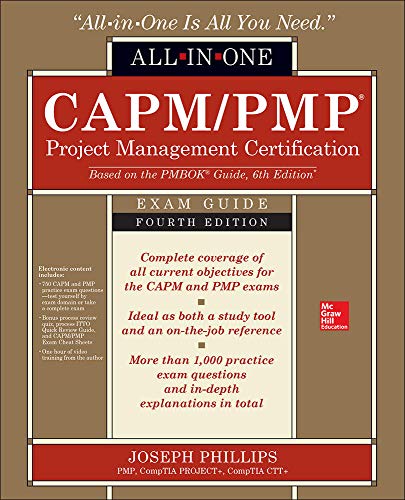 “All-in-One Is All You Need.”
ALL▪IN▪ONE
CAPM/PMP®
Project Management Certification
Based on the PMBOK® Guide, 6th Edition*
EXAM GUIDE
FOURTH EDITION
Electronic content
includes:
• 750 CAPM and PMP
practice exam questions
—test yourself by
exam domain or take
a complete exam
• Bonus process review
quiz, process ITTO
Quick Review Guide,
and CAPM/PMP
Exam Cheat Sheets
• One hour of video
training from the author
Complete coverage of
all current objectives for
the CAPM and PMP exams
Ideal as both a study tool
and an on-the-job reference
More than 1,000 practice
exam questions
and in-depth
explanations in total
Mc
Graw
Hill
Education
JOSEPH PHILLIPS
PMP, CompTIA PROJECT+, CompTIA CTT+